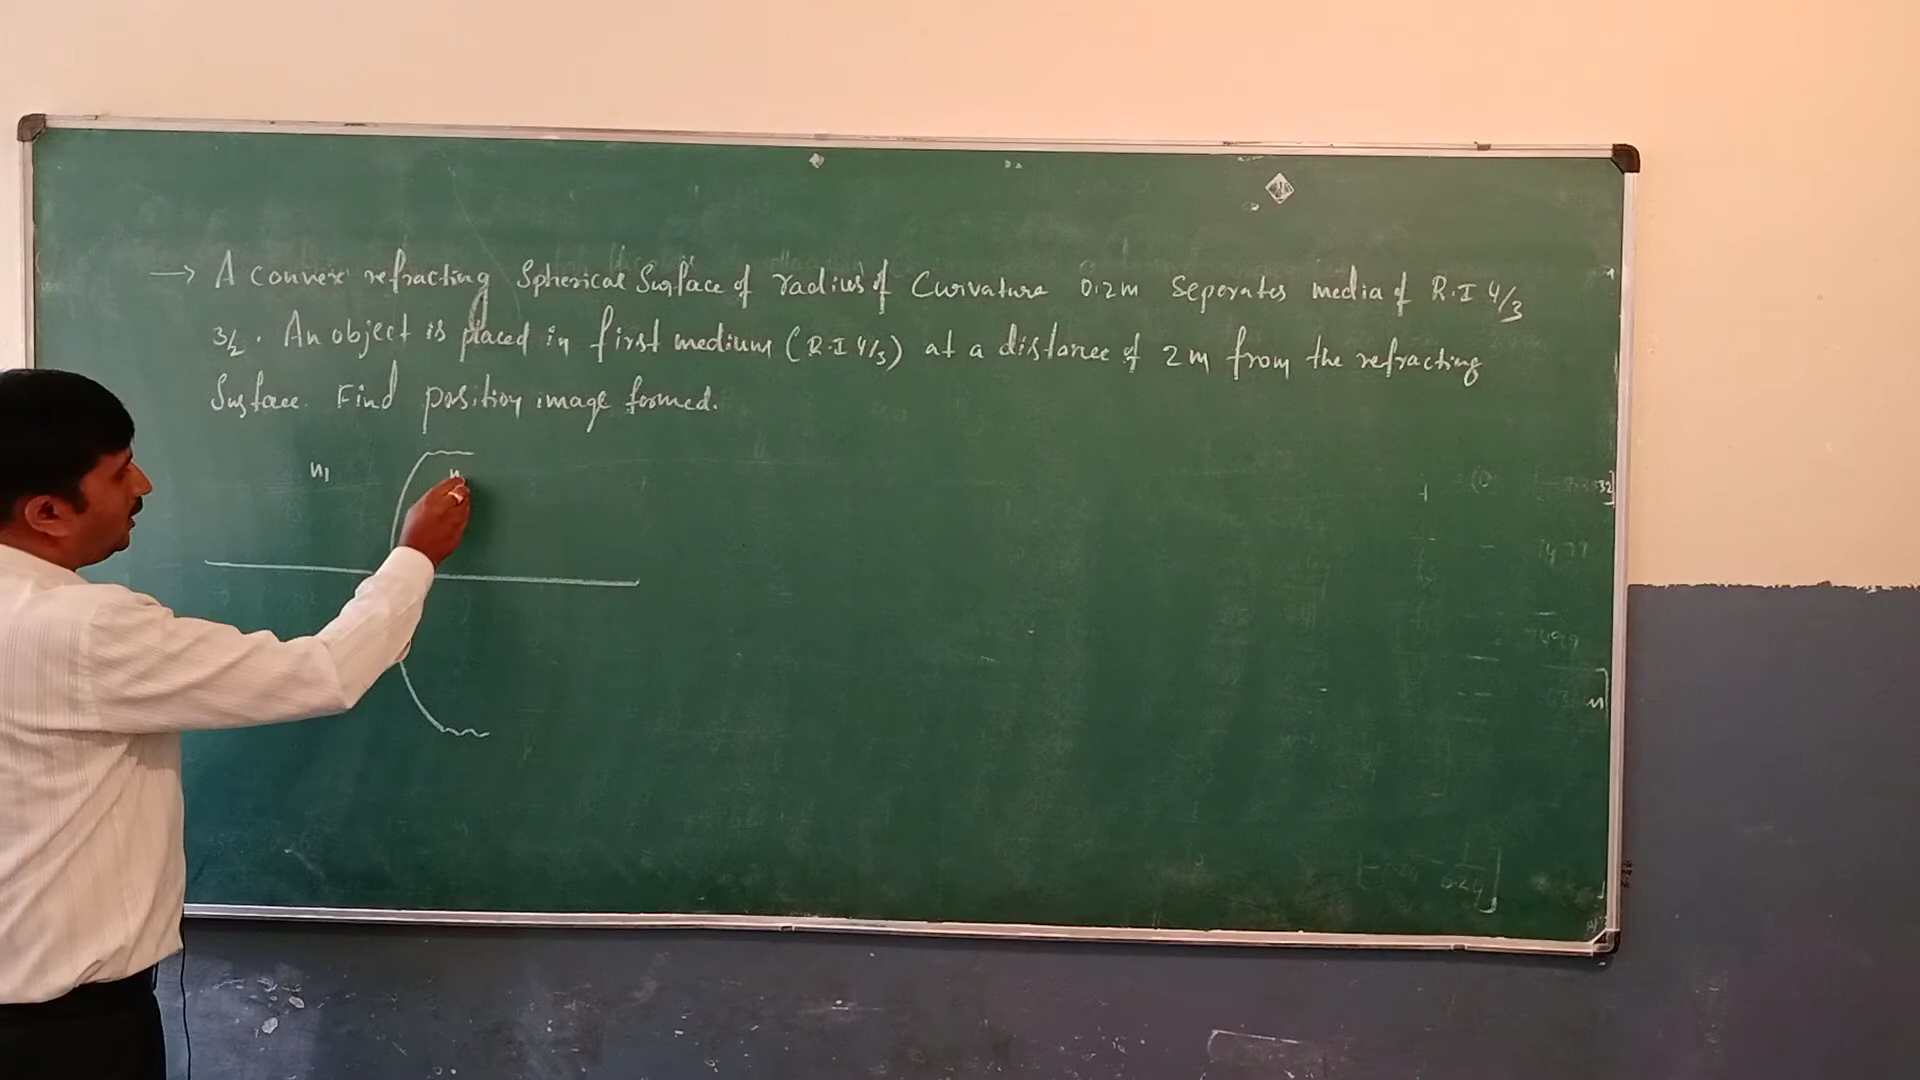 → A convex refracting Spherical Surface of radius of Curvature 0.2m Seperates media of R.I 4/3
3/2. An object is placed in first medium (R.I 4/3) at a distance of 2m from the refracting
Surface. Find position image formed.
n1 n